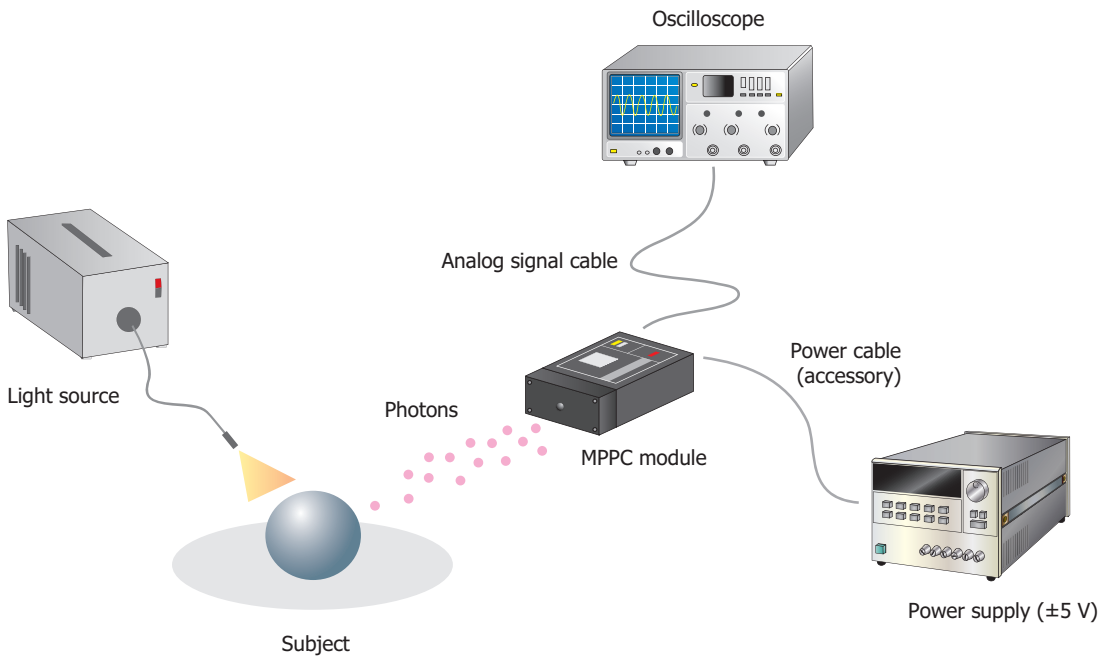 Oscilloscope
Analog signal cable
Power cable
(accessory)
Light source
Photons
MPPC module
Power supply (±5 V)
Subject